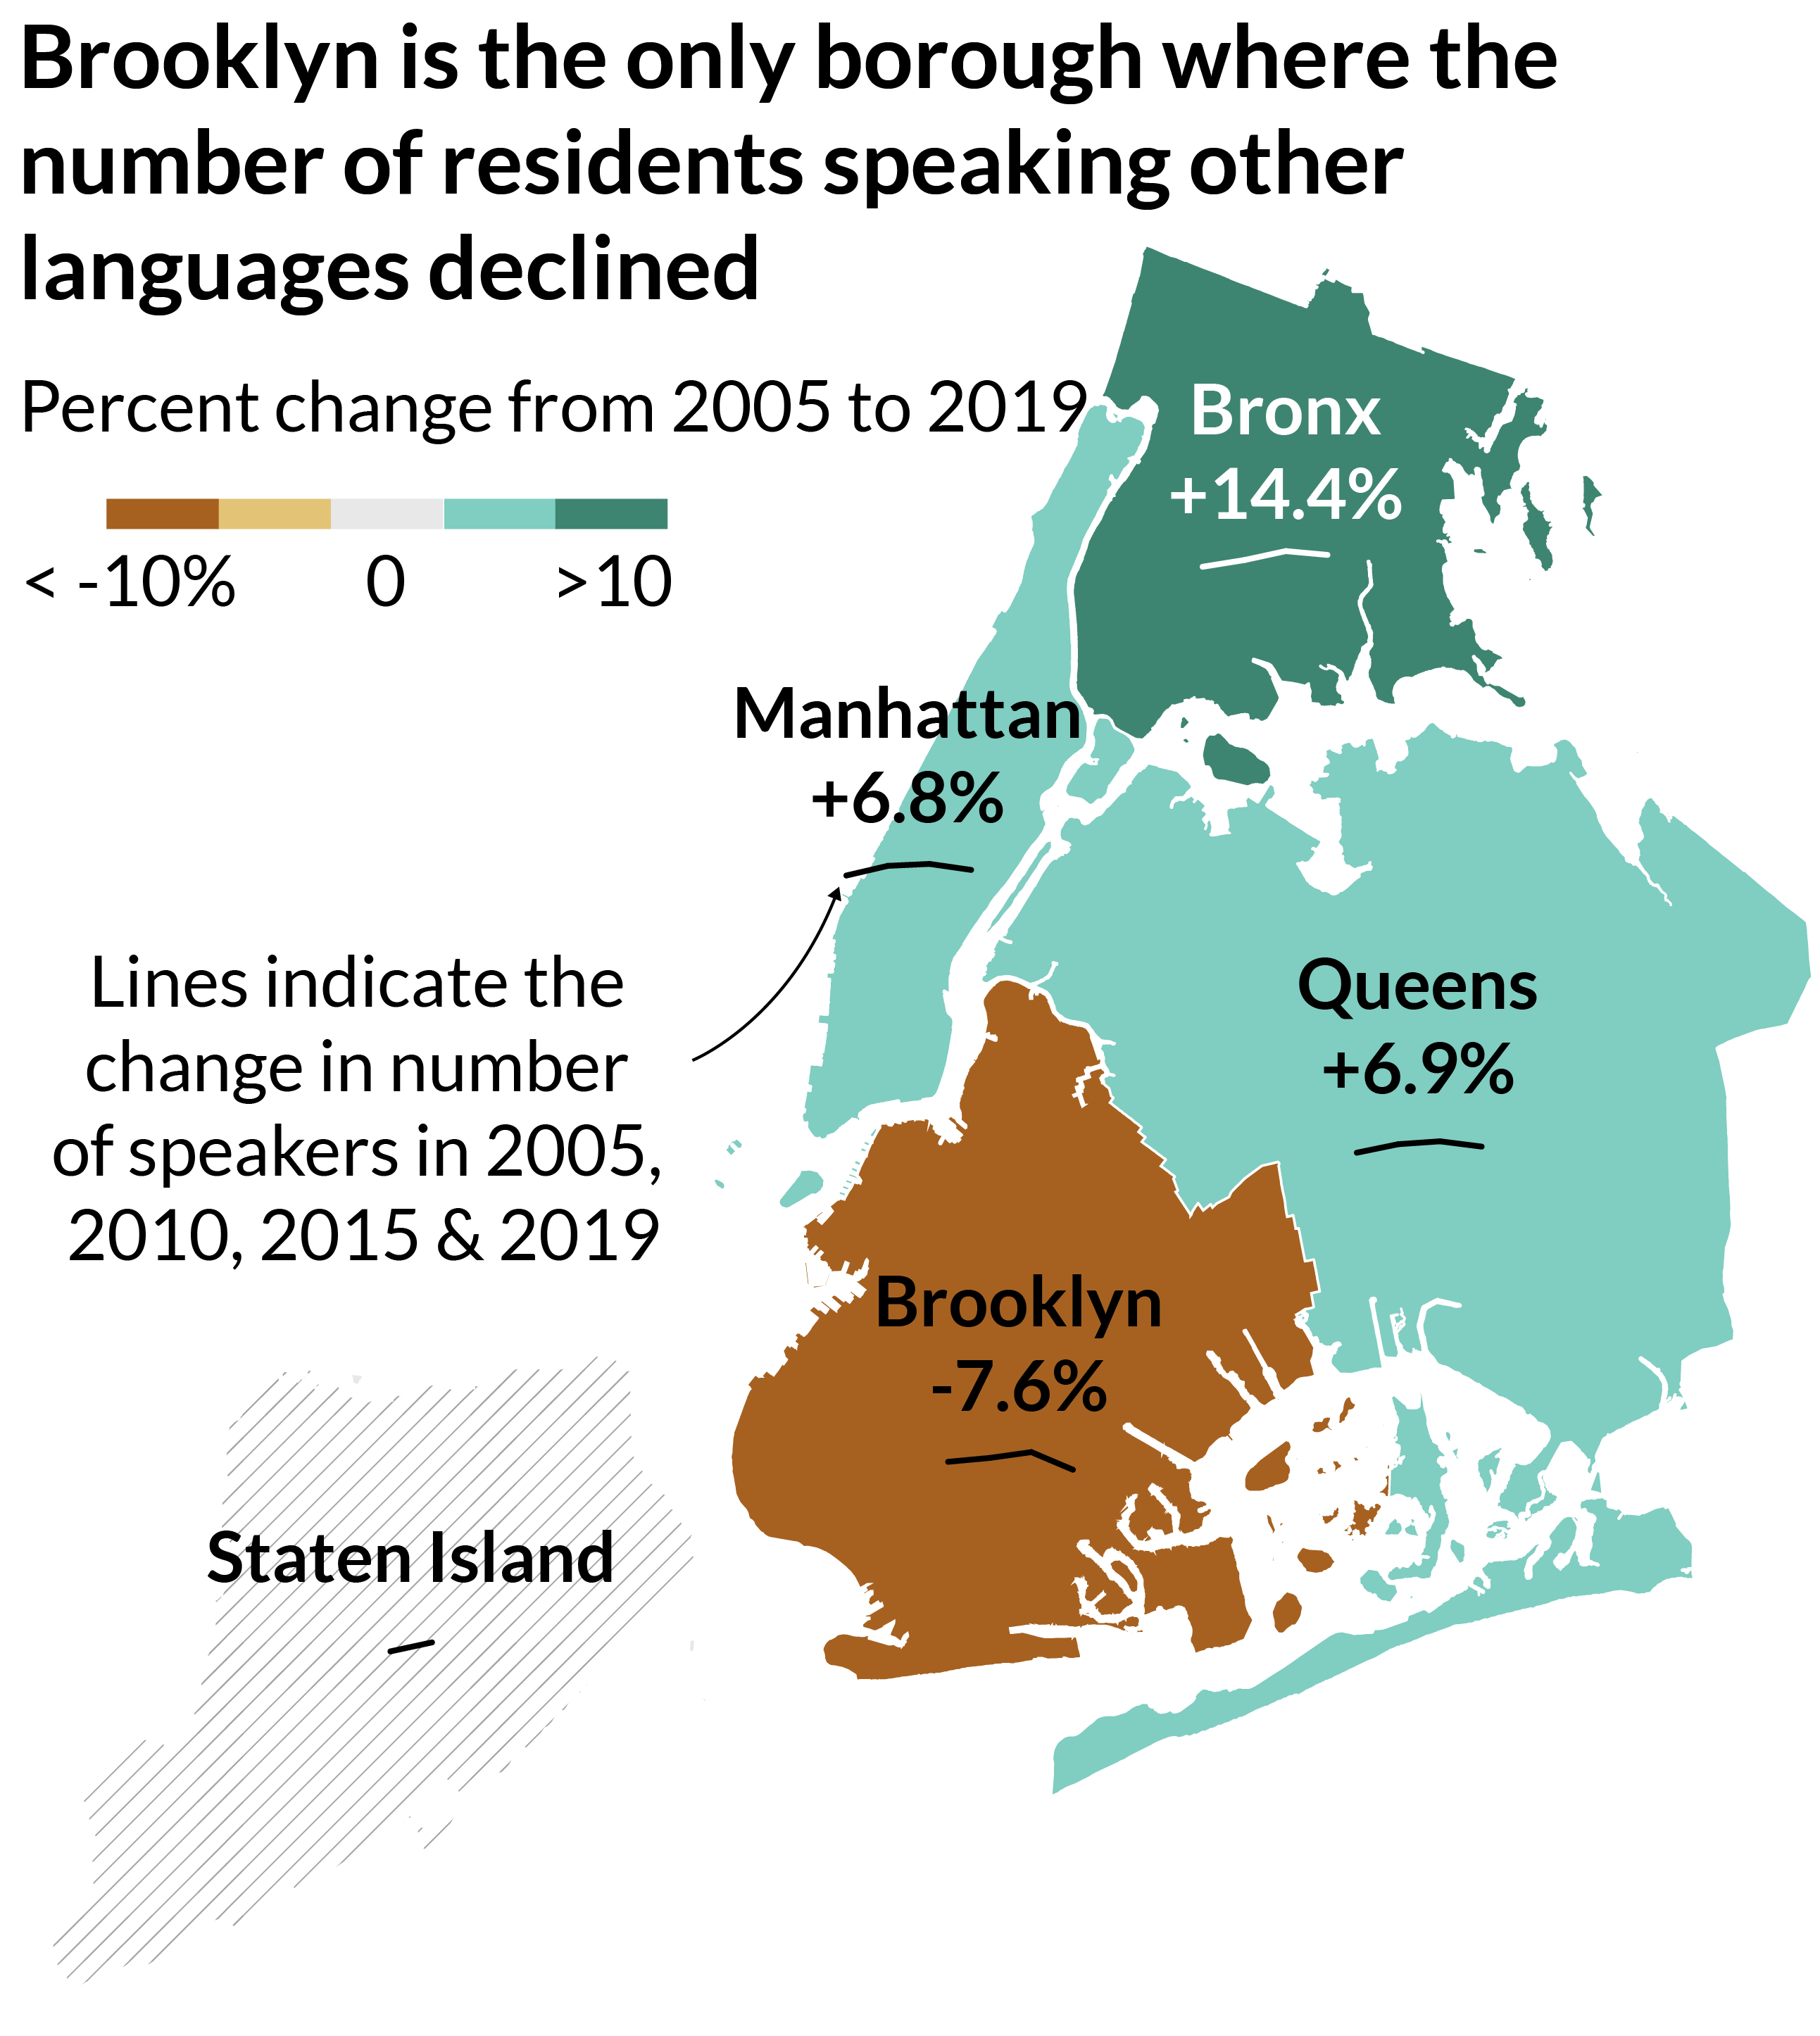 Brooklyn is the only borough where the
number of residents speaking other
languages declined
Percent change from 2005 to 2019
< -10%
0
>10
Bronx
+14.4%
Manhattan
+6.8%
Lines indicate the
change in number
of speakers in 2005,
2010, 2015 & 2019
Queens
+6.9%
Brooklyn
-7.6%
Staten Island